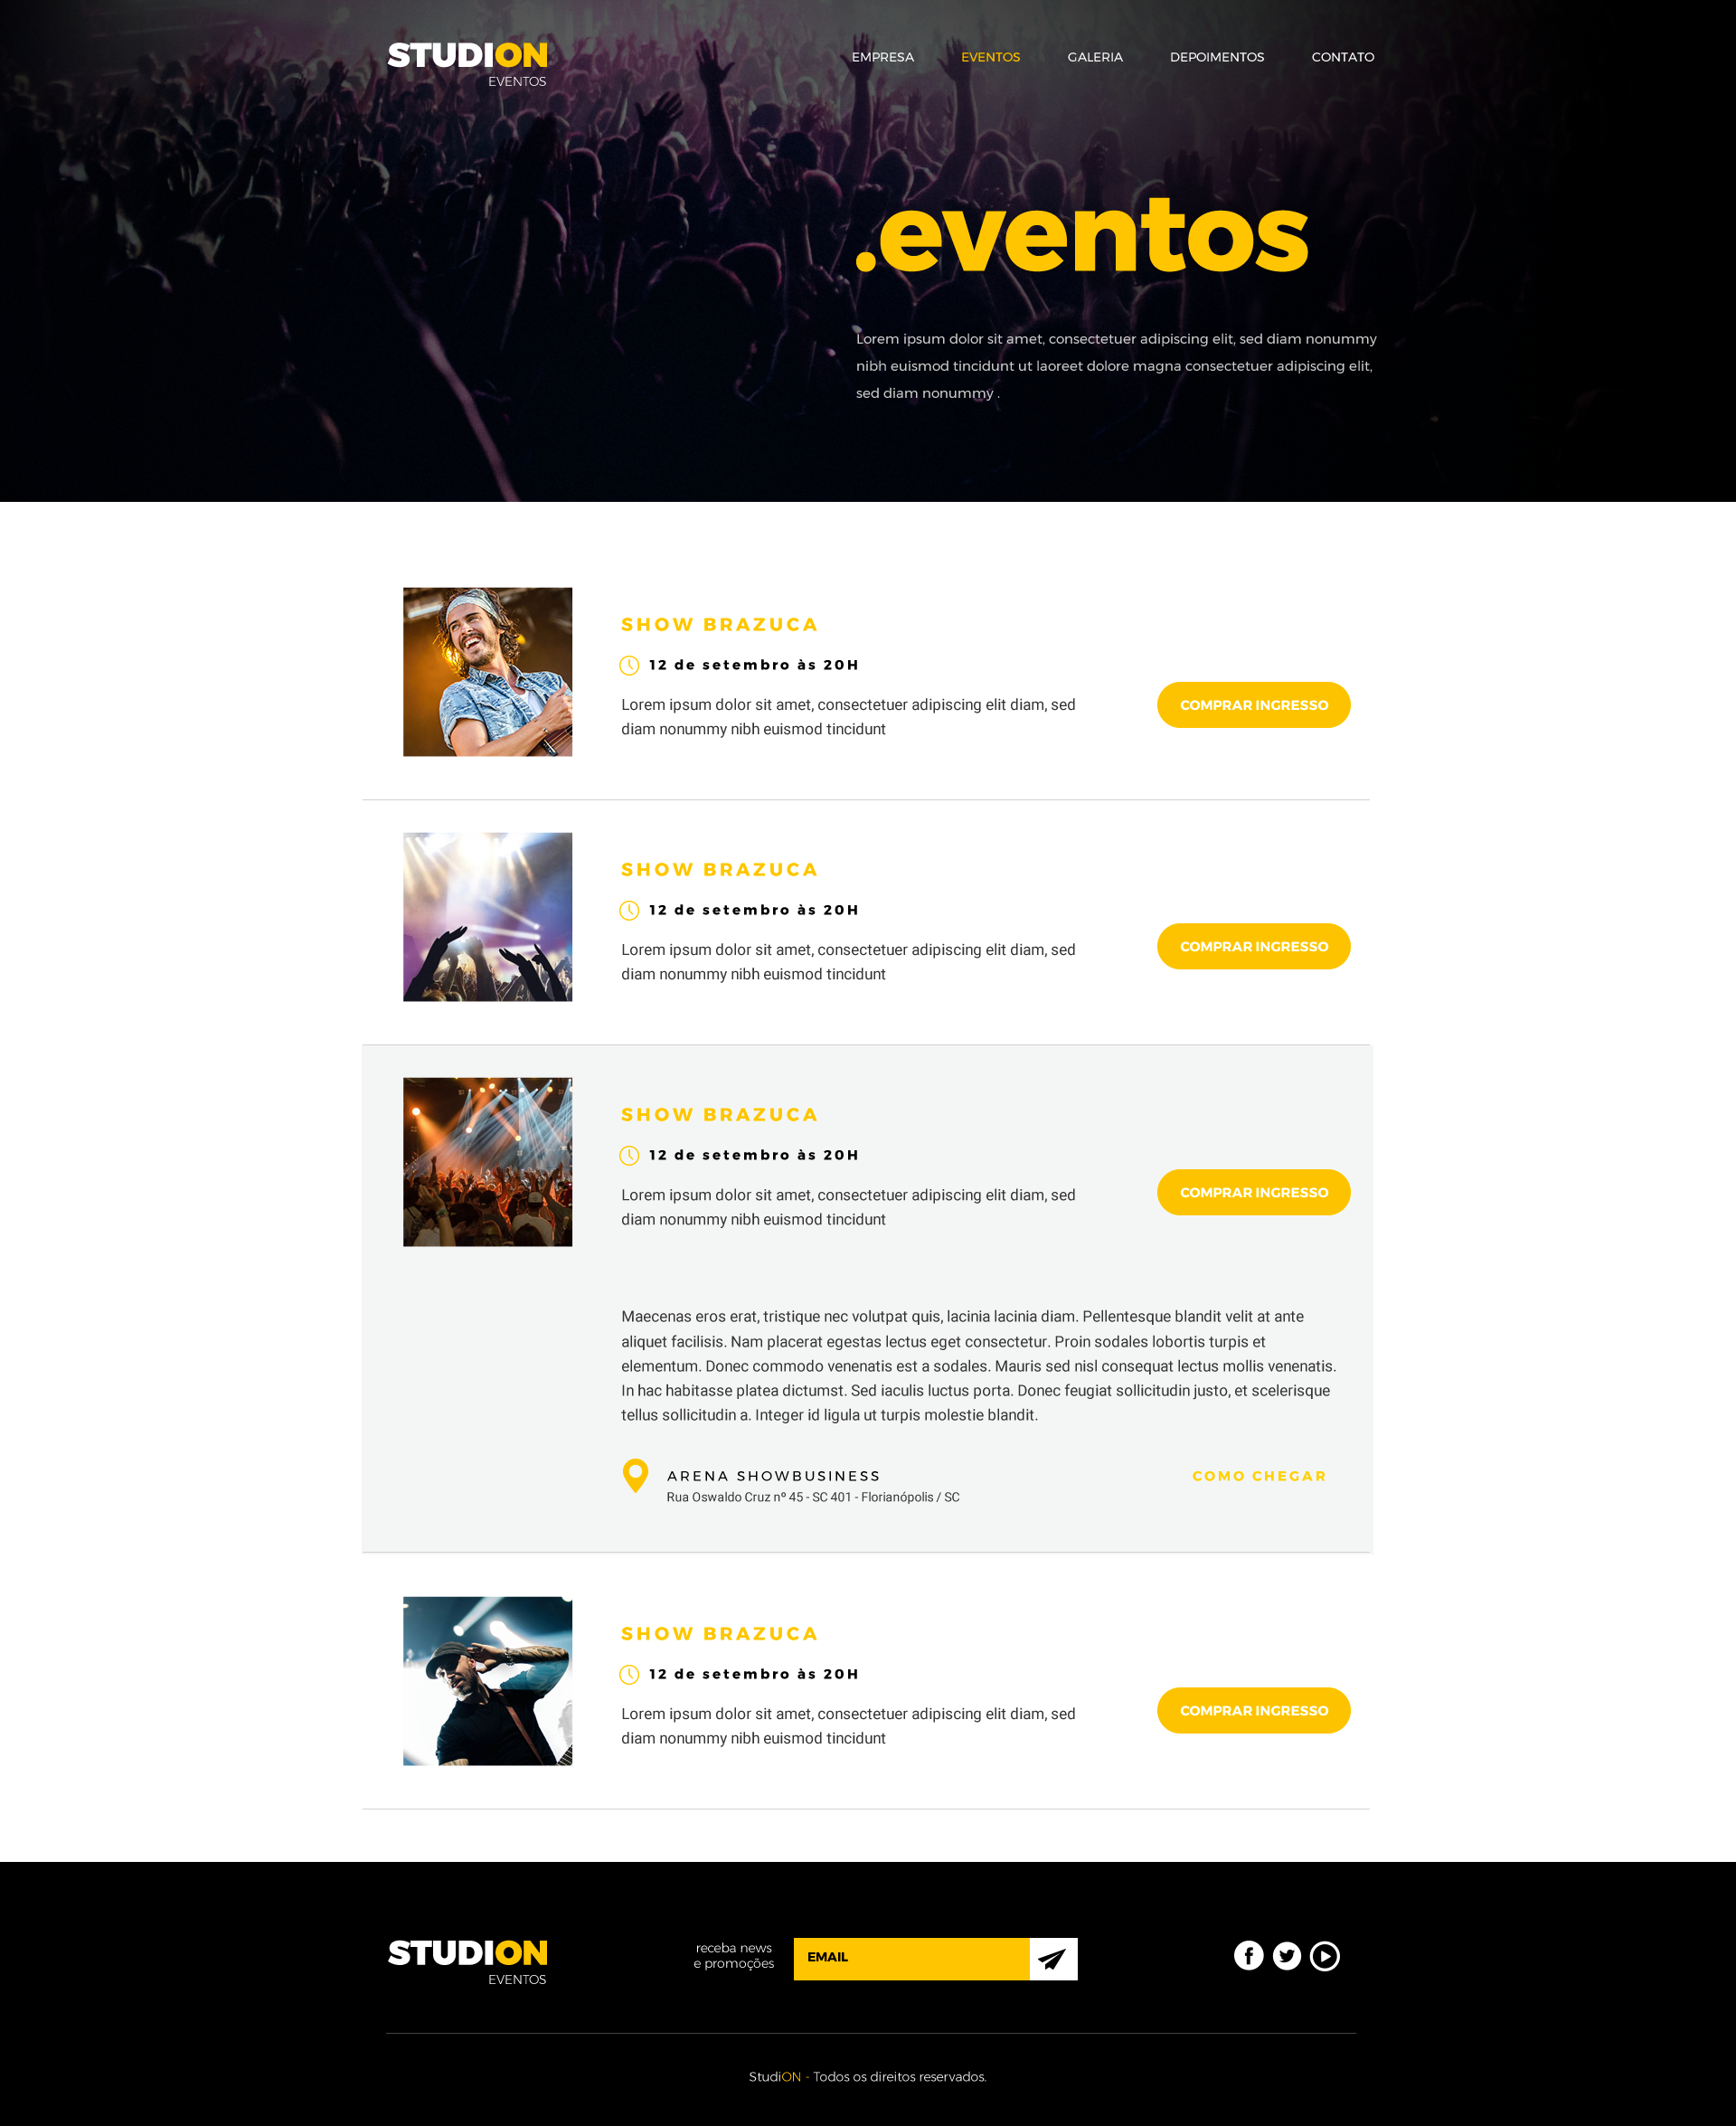 STUDION
EVENTOS
EMPRESA EVENTOS GALERIA DEPOIMENTOS CONTATO
.eventos
Lorem ipsum dolor sit amet, consectetuer adipiscing elit, sed diam nonummy
nibh euismod tincidunt ut laoreet dolore magna consectetuer adipiscing elit,
sed diam nonummy .
SHOW BRAZUCA
12 de setembro às 20H
Lorem ipsum dolor sit amet, consectetuer adipiscing elit diam, sed
diam nonummy nibh euismod tincidunt
COMPRAR INGRESSO
SHOW BRAZUCA
12 de setembro às 20H
Lorem ipsum dolor sit amet, consectetuer adipiscing elit diam, sed
diam nonummy nibh euismod tincidunt
COMPRAR INGRESSO
SHOW BRAZUCA
12 de setembro às 20H
Lorem ipsum dolor sit amet, consectetuer adipiscing elit diam, sed
diam nonummy nibh euismod tincidunt
COMPRAR INGRESSO
Maecenas eros erat, tristique nec volutpat quis, lacinia lacinia diam. Pellentesque blandit velit at ante
aliquet facilisis. Nam placerat egestas lectus eget consectetur. Proin sodales lobortis turpis et
elementum. Donec commodo venenatis est a sodales. Mauris sed nisl consequat lectus mollis venenatis.
In hac habitasse platea dictumst. Sed iaculis luctus porta. Donec feugiat sollicitudin justo, et scelerisque
tellus sollicitudin a. Integer id ligula ut turpis molestie blandit.
ARENA SHOWBUSINESS
Rua Oswaldo Cruz nº 45 - SC 401 - Florianópolis / SC
COMO CHEGAR
SHOW BRAZUCA
12 de setembro às 20H
Lorem ipsum dolor sit amet, consectetuer adipiscing elit diam, sed
diam nonummy nibh euismod tincidunt
COMPRAR INGRESSO
STUDION
EVENTOS
receba news
e promoções
EMAIL
StudiON - Todos os direitos reservados.